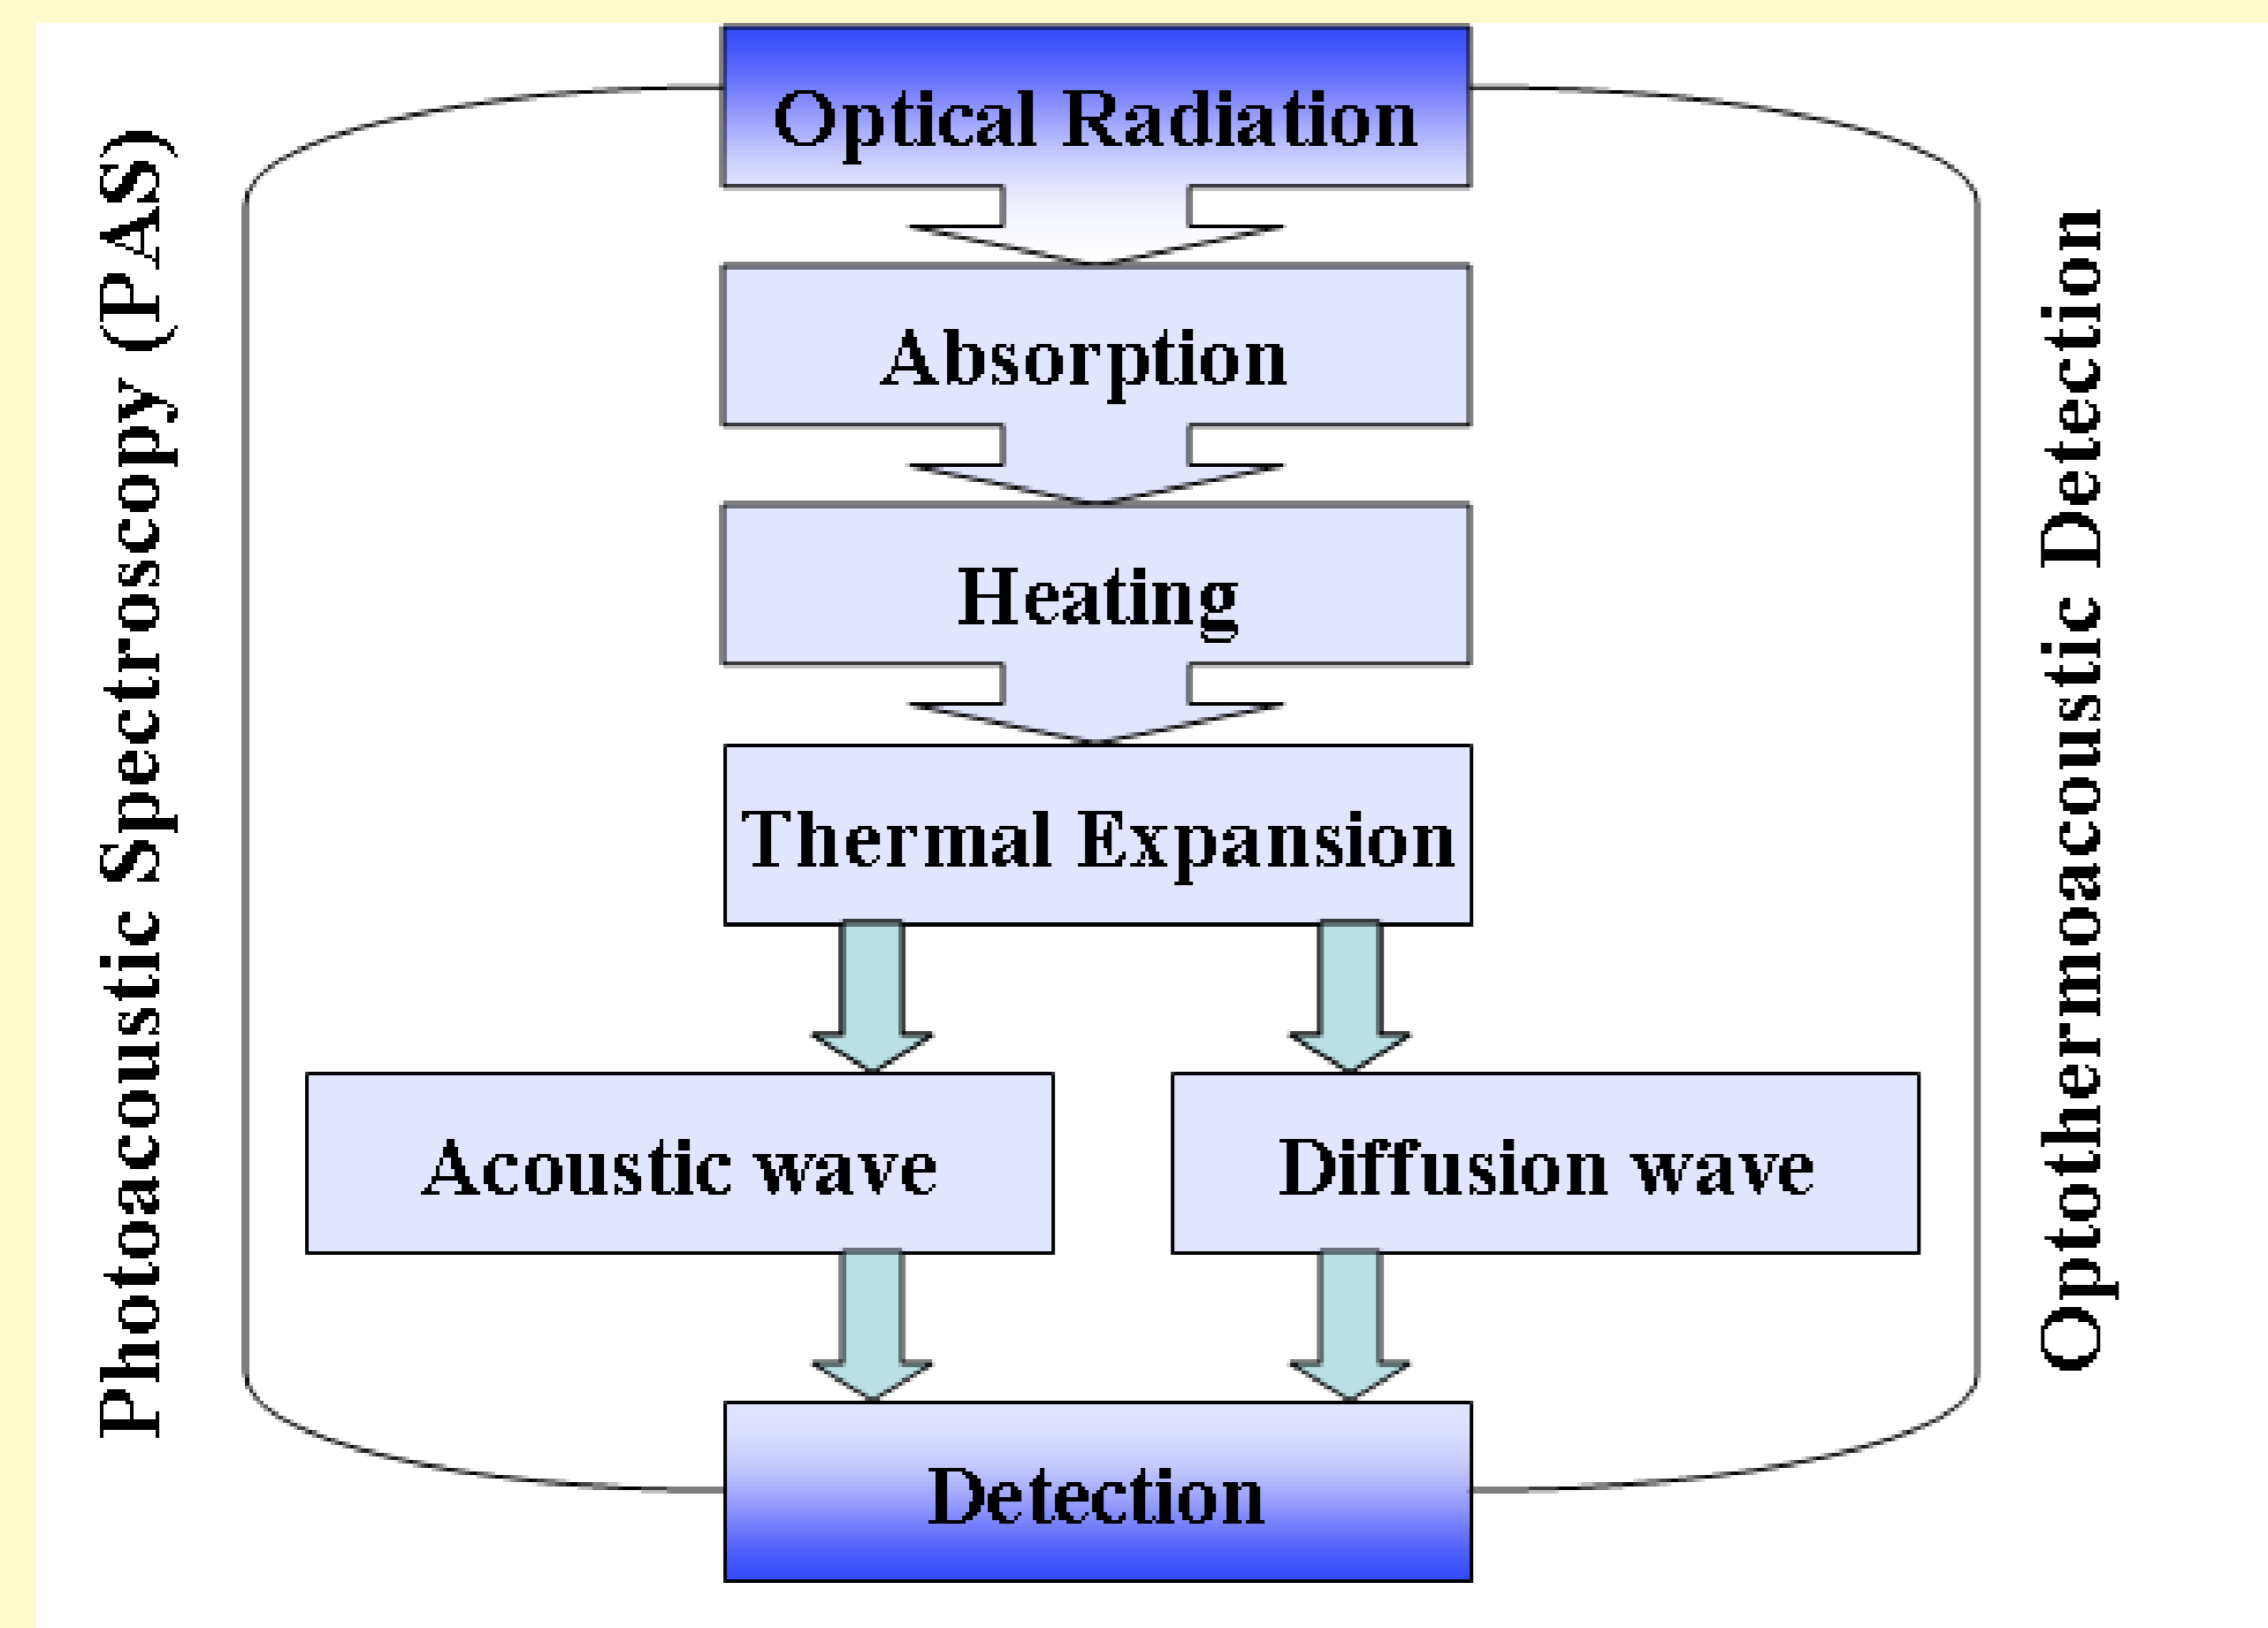 Photoacoustic Spectroscopy (PAS)
Optical Radiation
Absorption
Heating
Thermal Expansion
Acoustic wave
Diffusion wave
Detection
Optothermoacoustic Detection